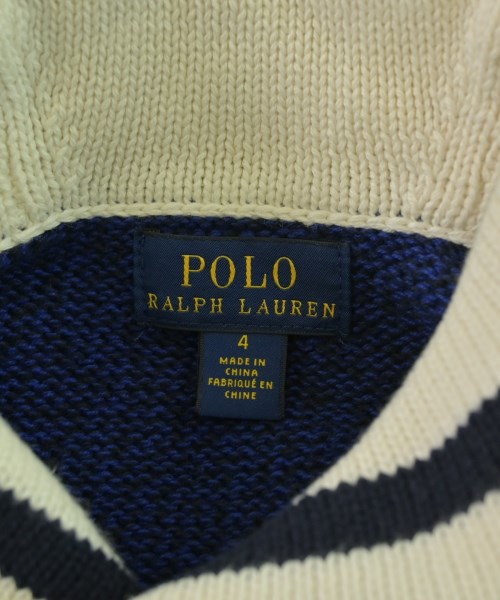 POLO
RALPH LAUREN
4
MADE IN
CHINA
FABRIQUÉ EN
CHINE